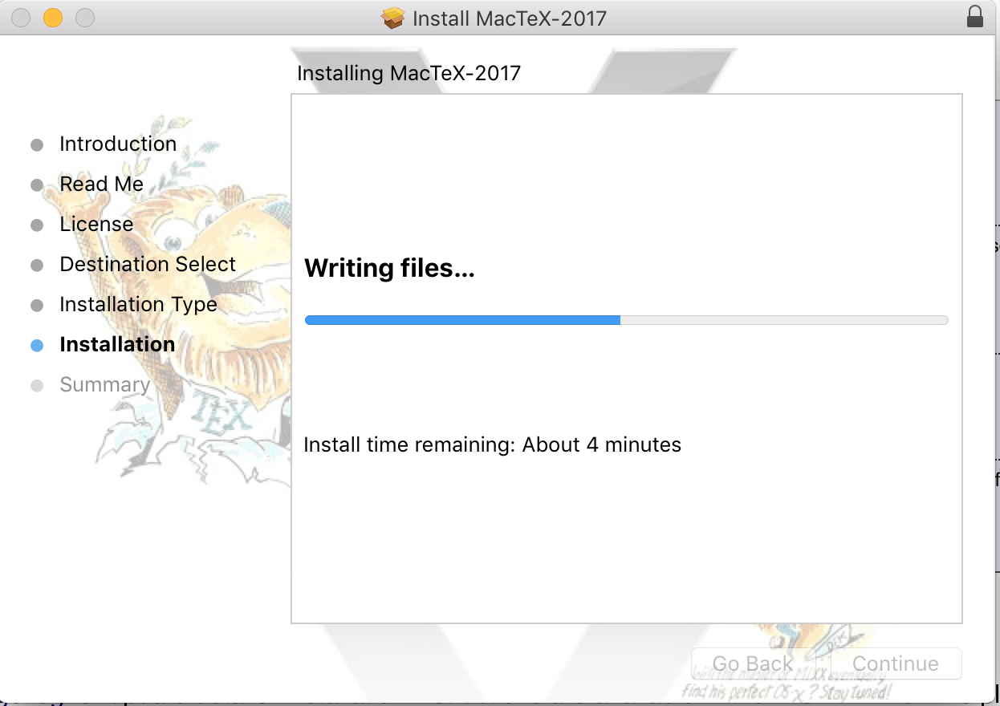 Install MacTeX-2017
Installing MacTeX-2017
Introduction
Read Me
License
Destination Select
Installation Type
Installation
Summary
TEX
Writing files...
Install time remaining: About 4 minutes
DEK
Go Back
Continue
Will the master of MIXX eventually
find his perfect OS-X? Stay tuned!